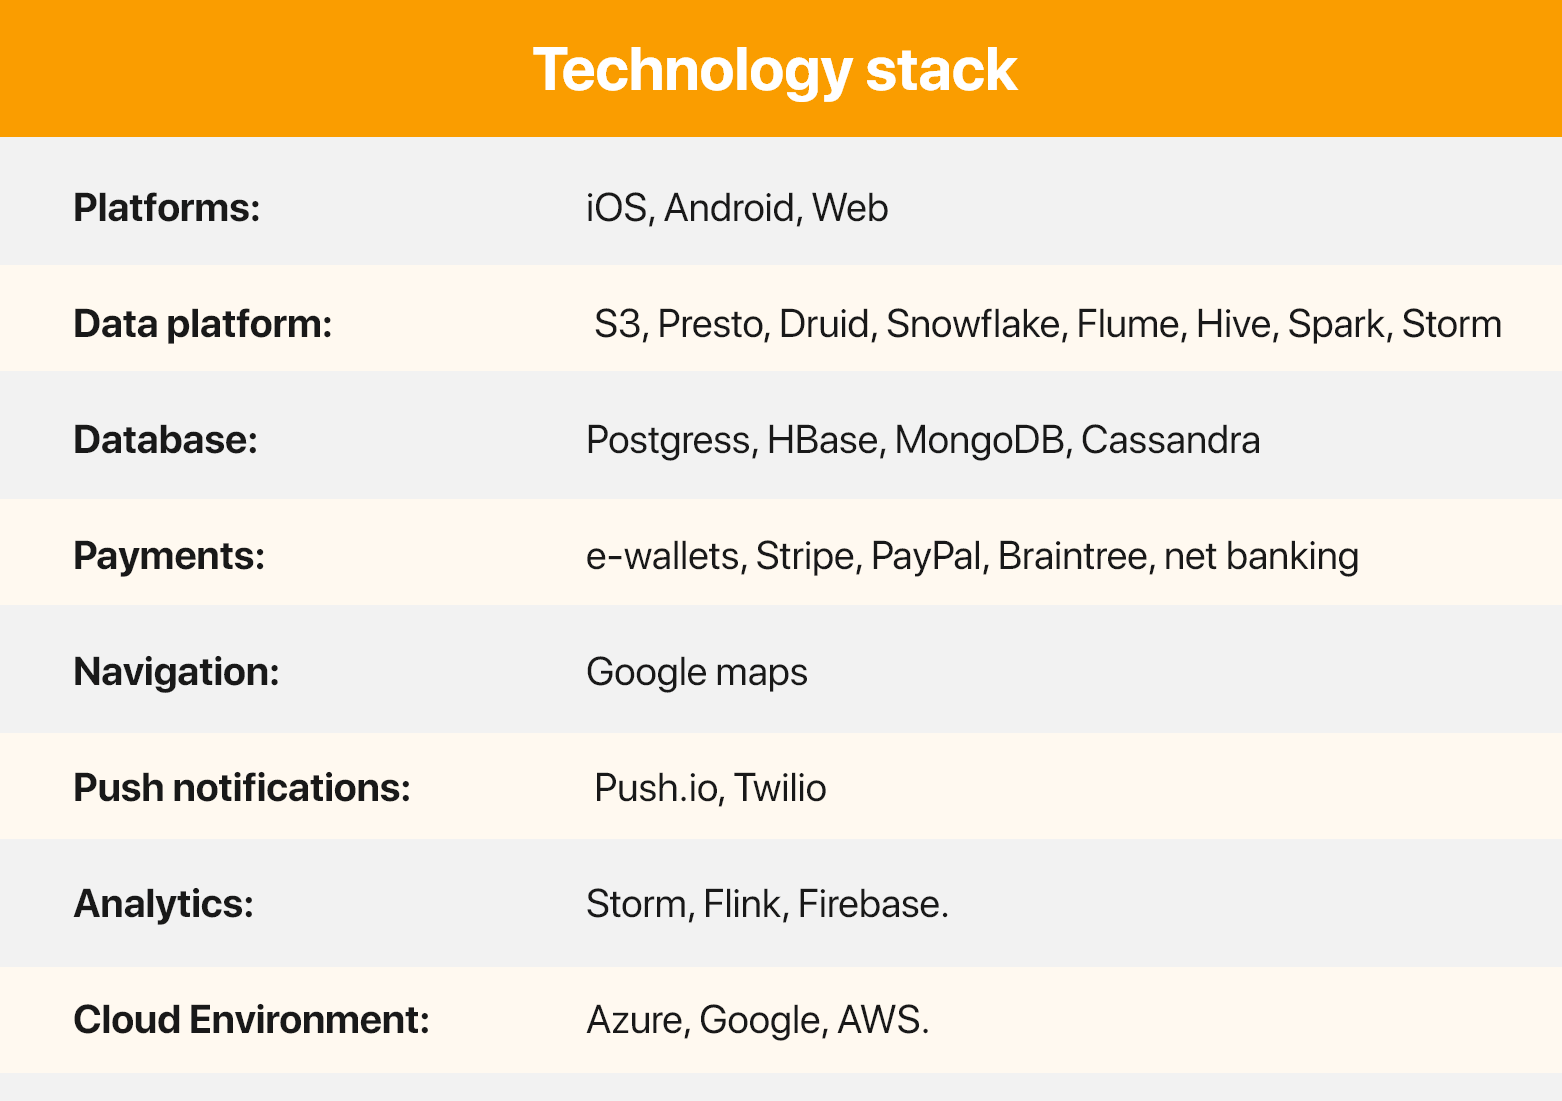 Technology stack
Platforms: iOS, Android, Web
Data platform: S3, Presto, Druid, Snowflake, Flume, Hive, Spark, Storm
Database: Postgress, HBase, MongoDB, Cassandra
Payments: e-wallets, Stripe, PayPal, Braintree, net banking
Navigation: Google maps
Push notifications: Push.io, Twilio
Analytics: Storm, Flink, Firebase.
Cloud Environment: Azure, Google, AWS.